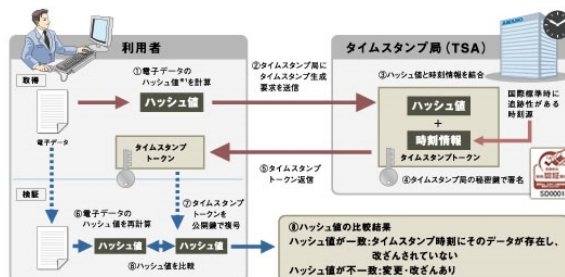 利用者
タイムスタンプ局(TSA)
AMANO
取得
①電子データの
ハッシュ値※1を計算
ハッシュ値
②タイムスタンプ局に
タイムスタンプ生成
要求を送信
③ハッシュ値と時刻情報を結合
ハッシュ値
+
時刻情報
タイムスタンプトークン
国際標準時に
追跡性がある
時刻源
電子データ
タイムスタンプ
トークン
⑤タイムスタンプ
トークン返信
④タイムスタンプ局の秘密鍵で署名
検証
⑥電子データの
ハッシュ値を再計算
⑦タイムスタンプ
トークンを
公開鍵で復号
ハッシュ値
ハッシュ値
⑧ハッシュ値を比較
⑧ハッシュ値の比較結果
ハッシュ値が一致:タイムスタンプ時刻にそのデータが存在し、
改ざんされていない
ハッシュ値が不一致:変更・改ざんあり